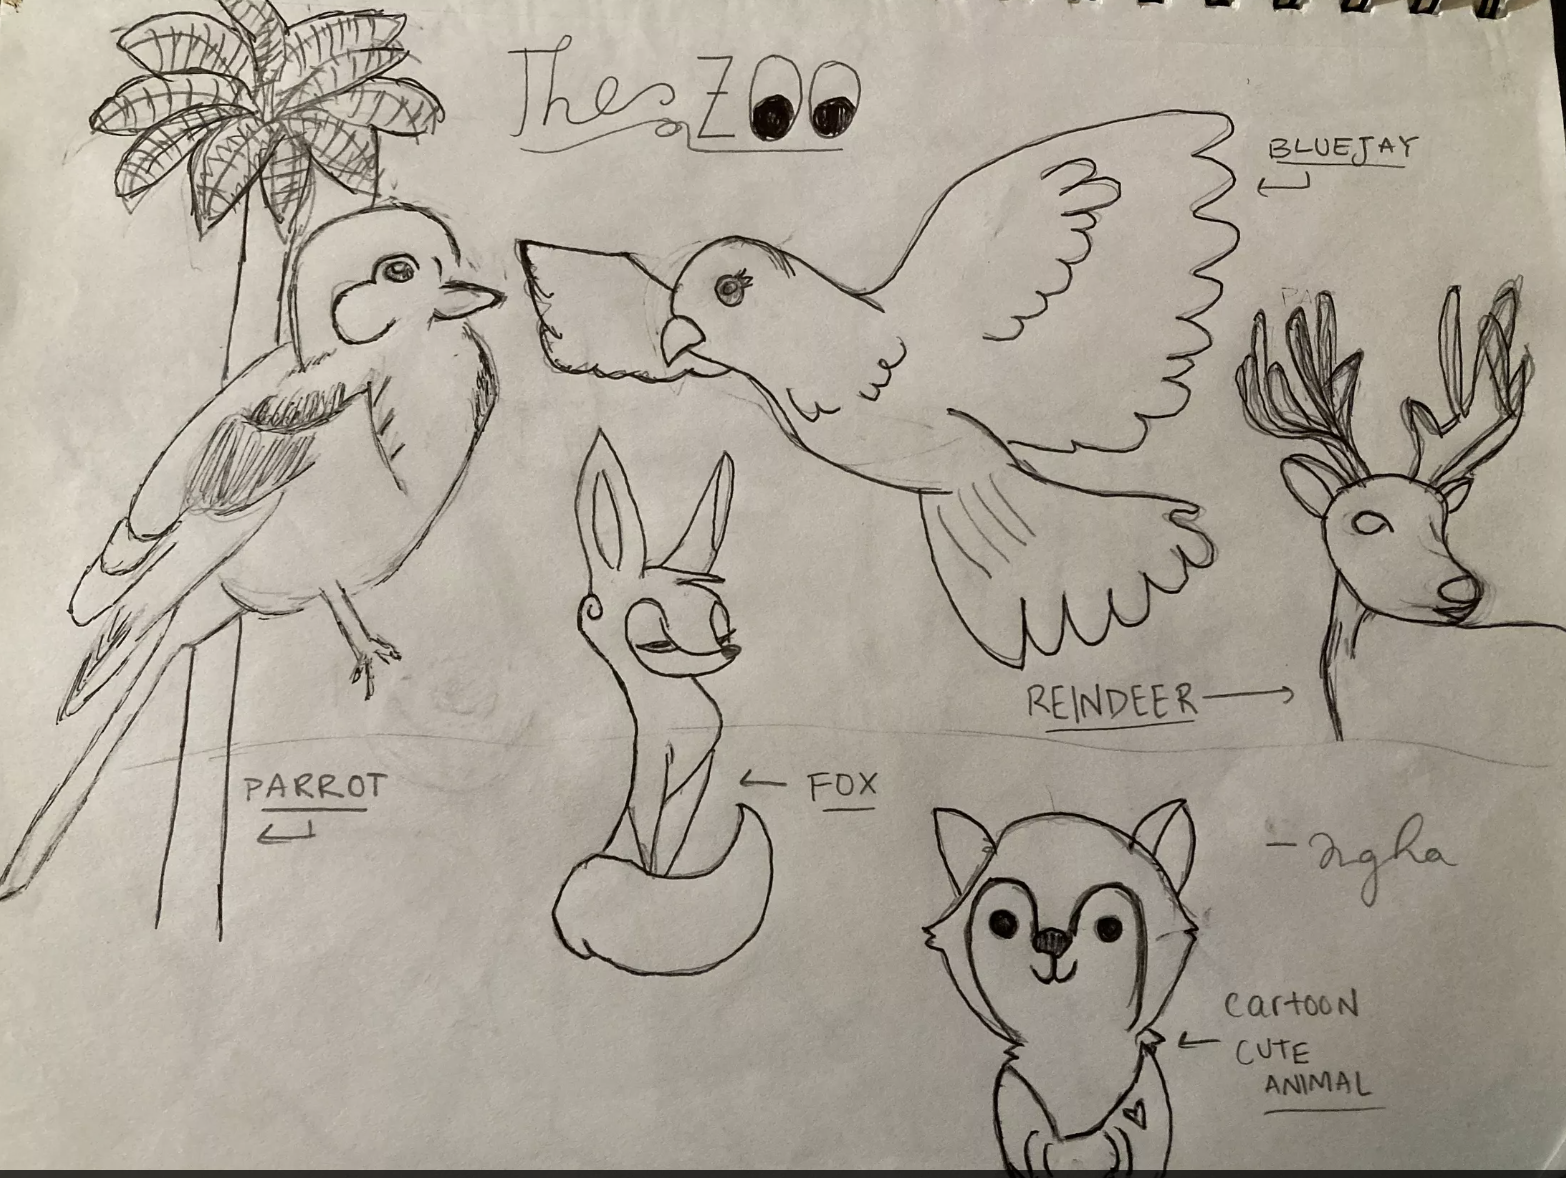 The ZOO
BLUEJAY
REINDEER
PARROT
FOX
cartoon
CUTE
ANIMAL